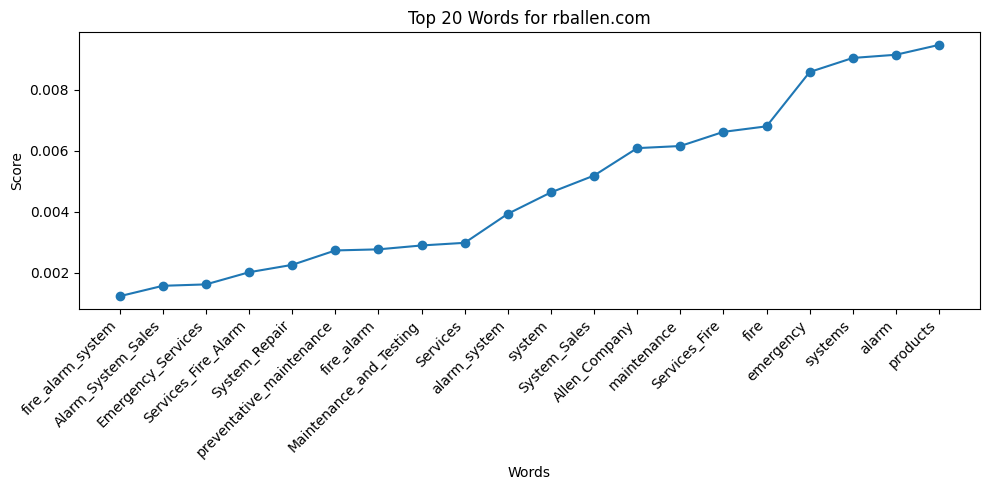 Top 20 Words for rballen.com
Score
0.008
0.006
0.004
0.002
fire_alarm_system
Alarm_System_Sales
Emergency_Services
Services_Fire_Alarm
System_Repair
preventative_maintenance
fire_alarm
Maintenance_and_Testing
Services
alarm_system
system
System_Sales
Allen_Company
maintenance
Services_Fire
fire
emergency
systems
alarm
products
Words